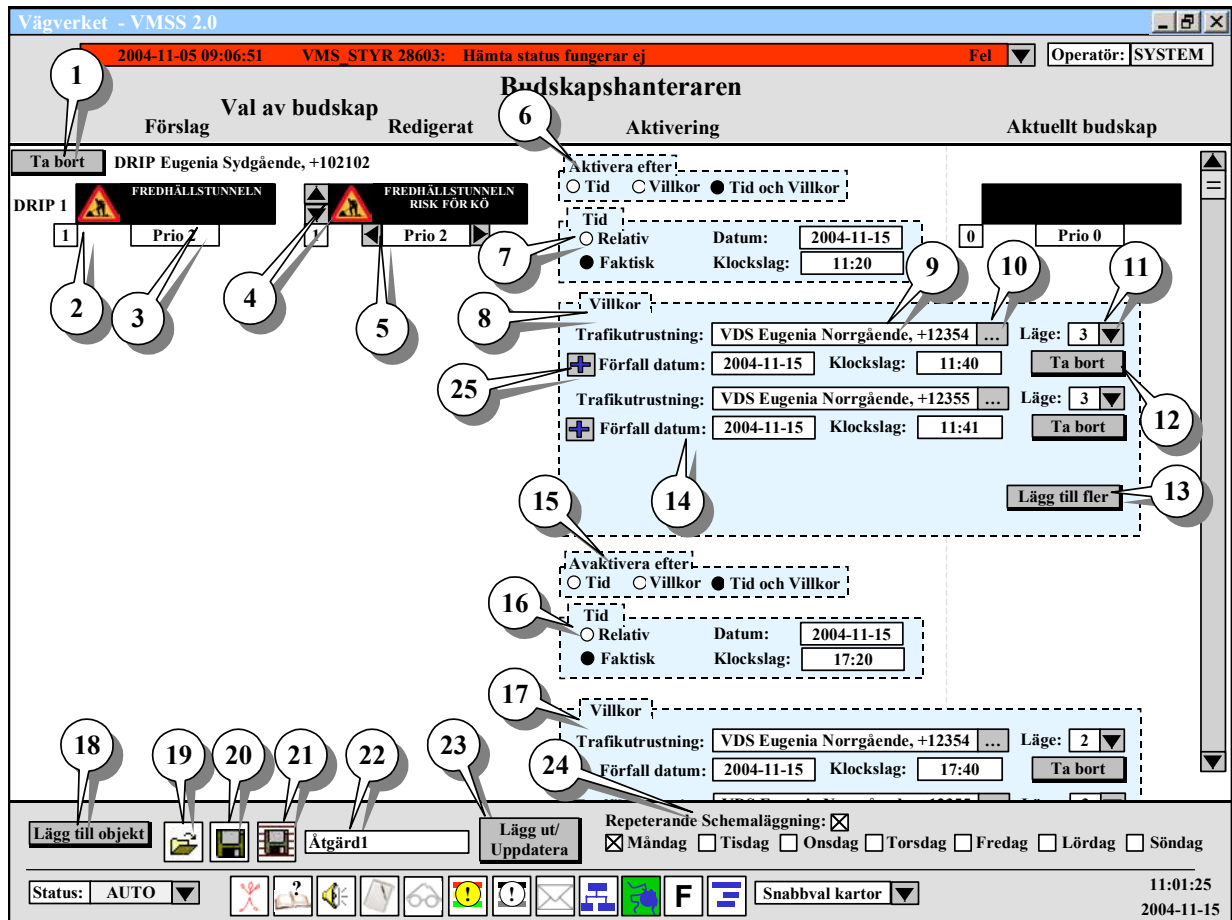 Vägverket - VMSS 2.0
2004-11-05 09:06:51 VMS_STYR 28603: Hämta status fungerar ej Fel Operatör: SYSTEM
1
Budskapshanteraren
Val av budskap
6
Förslag Redigerat Aktivering Aktuellt budskap
Ta bort DRIP Eugenia Sydgående, +102102
Aktivera efter
Tid Villkor Tid och Villkor
DRIP 1 FREDHÄLLSTUNNELN FREDHÄLLSTUNNELN
RISK FÖR KÖ
Tid
1 Prio 2 1 Prio 2 Relativ Datum: 2004-11-15 0 Prio 0
7
Faktisk Klockslag: 11:20
9 10 11
2 3 4 5 8
Villkor
Trafikutrustning: VDS Eugenia Norrgående, +12354 ... Läge: 3
25 Förfall datum: 2004-11-15 Klockslag: 11:40 Ta bort
Trafikutrustning: VDS Eugenia Norrgående, +12355 ... Läge: 3
12
Förfall datum: 2004-11-15 Klockslag: 11:41 Ta bort
15 14 Lägg till fler 13
Avaktivera efter
Tid Villkor Tid och Villkor
16
Tid
Relativ Datum: 2004-11-15
Faktisk Klockslag: 17:20
17
Villkor
18 19 20 21 22 23 Trafikutrustning: VDS Eugenia Norrgående, +12354 ... Läge: 2
24 Förfall datum: 2004-11-15 Klockslag: 17:40 Ta bort
Lägg till objekt Åtgärd1 Lägg ut/
Uppdatera
Repeterande Schemaläggning:
Måndag Tisdag Onsdag Torsdag Fredag Lördag Söndag
Status: AUTO ? ! ! F Snabbval kartor 11:01:25
2004-11-15